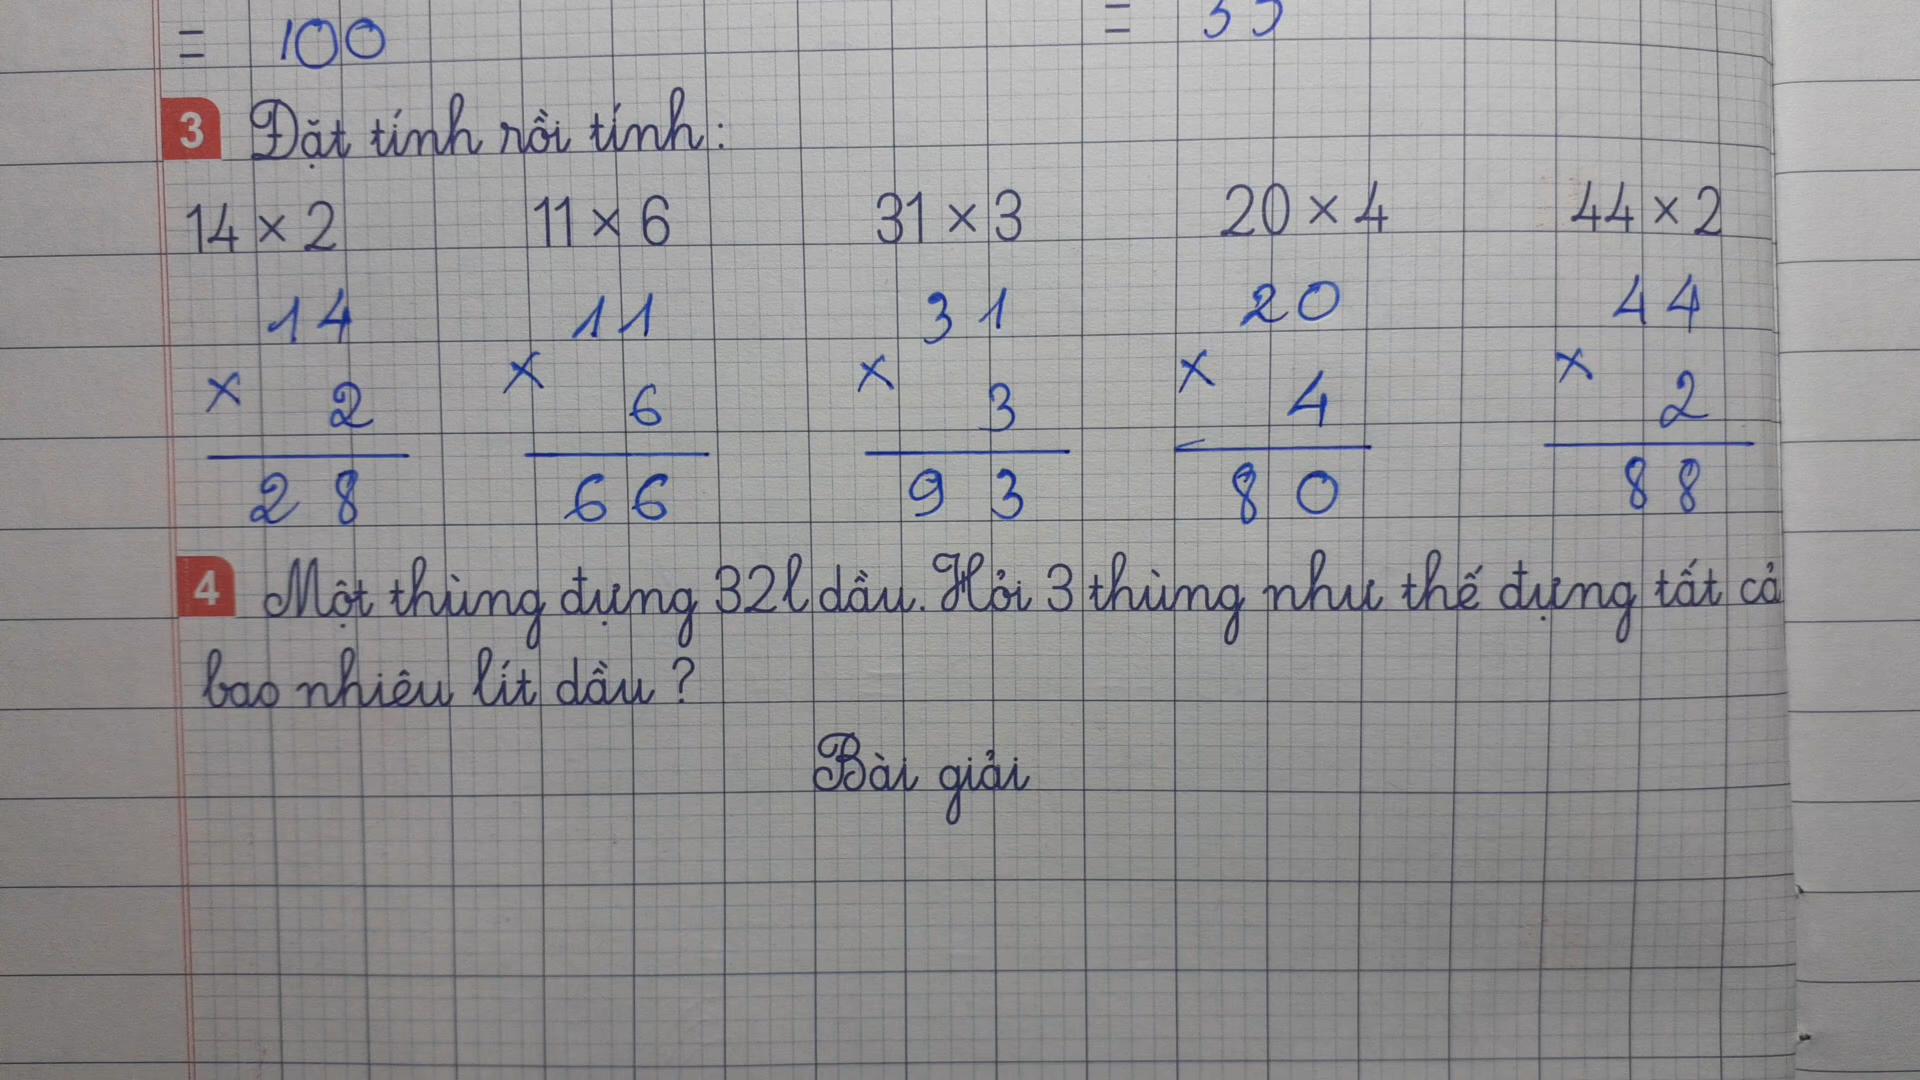 = 100 = 35
3 Đặt tính rồi tính:
14 × 2 11 × 6 31 × 3 20 × 4 44 × 2
14 11 31 20 44
× × × × ×
2 6 3 4 2
28 66 93 80 88
4 Một thùng đựng 32l dầu. Hỏi 3 thùng như thế đựng tất cả
bao nhiêu lít dầu ?
Bài giải